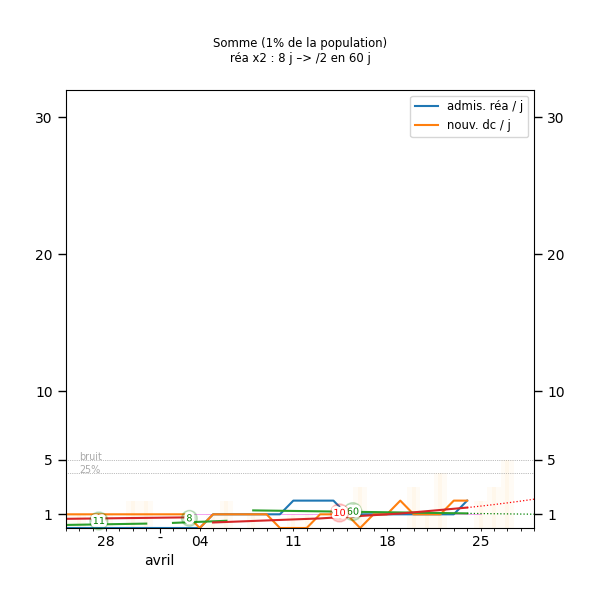 Somme (1% de la population)
réa x2 : 8 j –> /2 en 60 j
admis. réa / j
nouv. dc / j
30 30
20 20
10 10
bruit
5 5
25%
1 1
11 8 10 60
28 - 04 11 18 25
avril